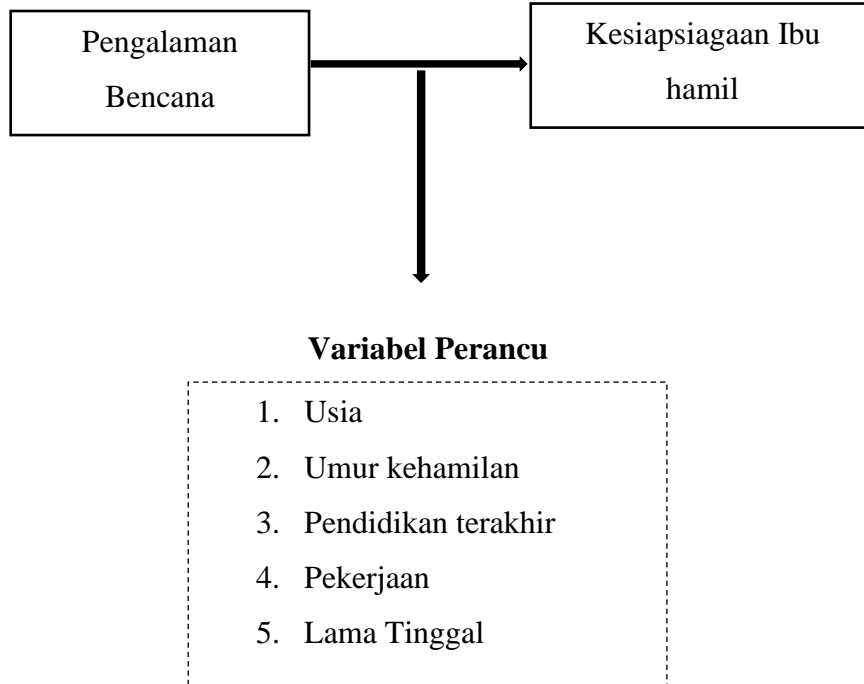 Pengalaman
Bencana
Kesiapsiagaan Ibu
hamil
Variabel Perancu
1. Usia
2. Umur kehamilan
3. Pendidikan terakhir
4. Pekerjaan
5. Lama Tinggal